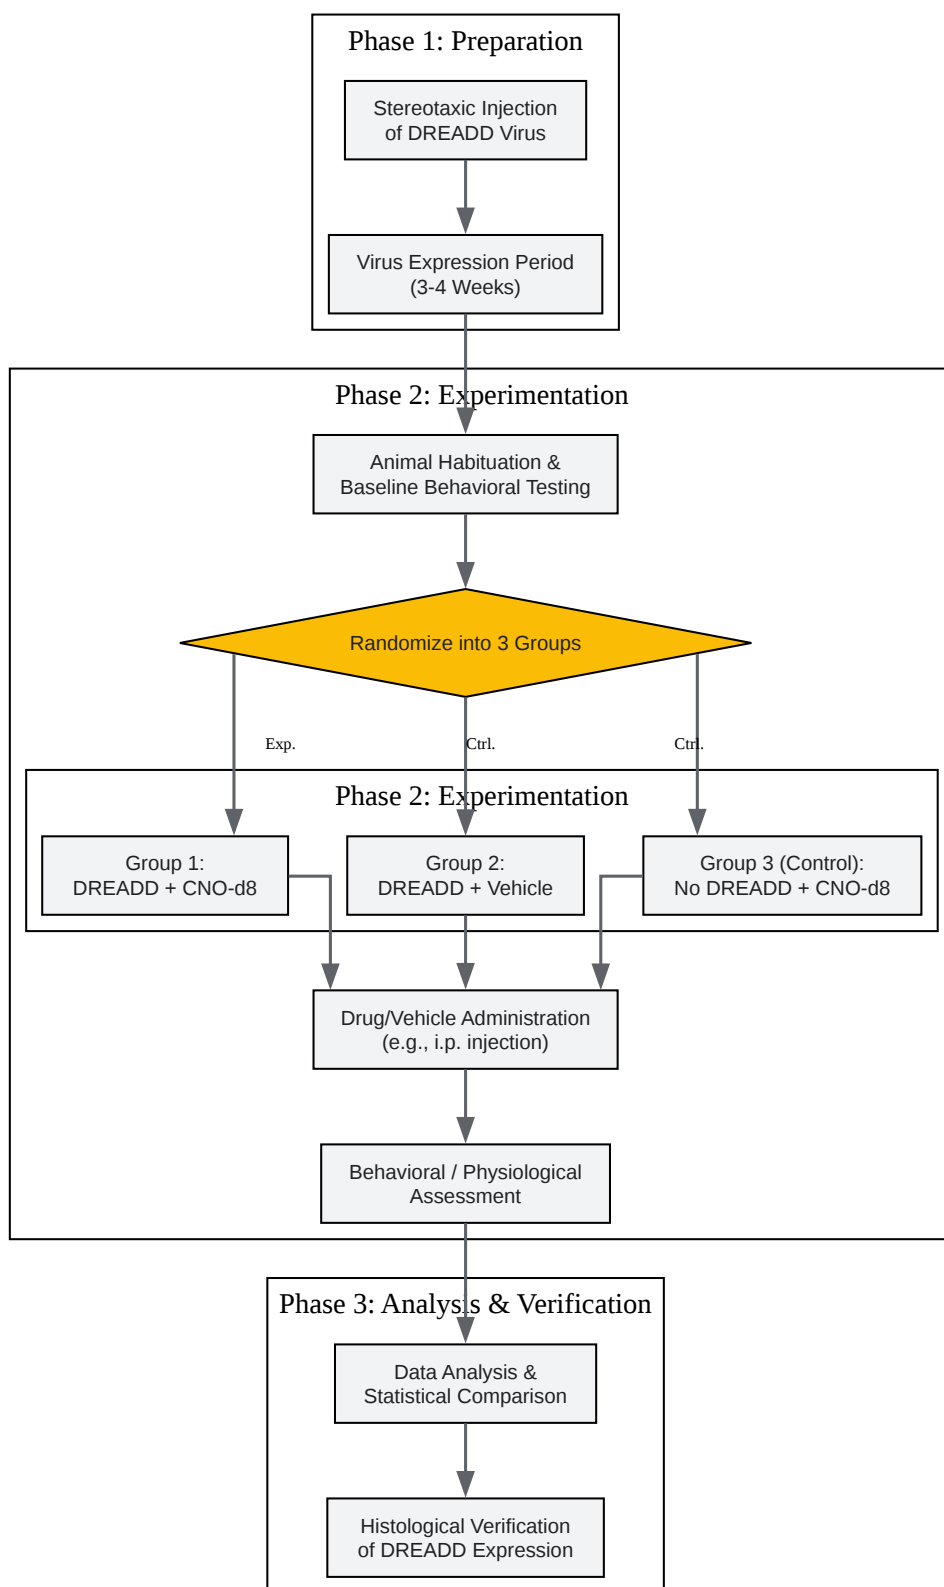 Phase 1: Preparation
Stereotaxic Injection
of DREADD Virus
Virus Expression Period
(3-4 Weeks)
Phase 2: Experimentation
Animal Habituation &
Baseline Behavioral Testing
Randomize into 3 Groups
Exp.
Ctrl.
Ctrl.
Phase 2: Experimentation
Group 1:
DREADD + CNO-d8
Group 2:
DREADD + Vehicle
Group 3 (Control):
No DREADD + CNO-d8
Drug/Vehicle Administration
(e.g., i.p. injection)
Behavioral / Physiological
Assessment
Phase 3: Analysis & Verification
Data Analysis &
Statistical Comparison
Histological Verification
of DREADD Expression